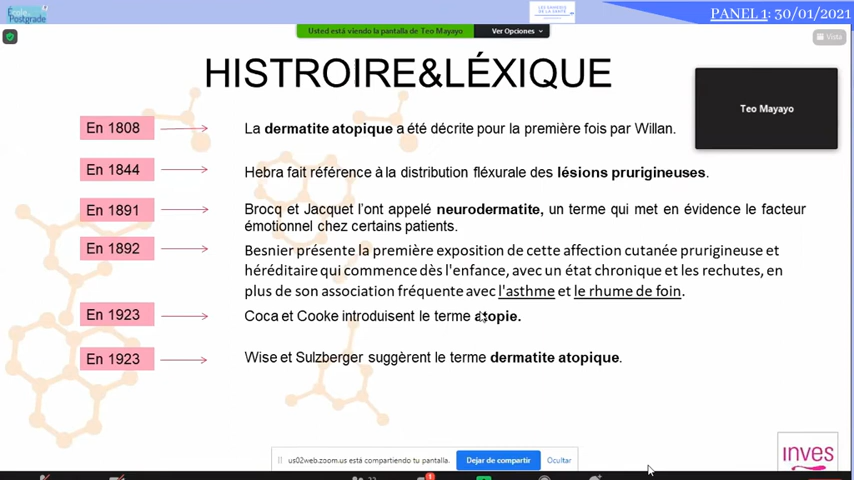 École
Postgrade
LES SAMEDIS
DE LA SANTÉ
PANEL 1: 30/01/2021
Usted está viendo la pantalla de Teo Mayayo
Ver Opciones
Vista
HISTROIRE&LÉXIQUE
Teo Mayayo
En 1808
La dermatite atopique a été décrite pour la première fois par Willan.
En 1844
Hebra fait référence à la distribution fléxurale des lésions prurigineuses.
En 1891
Brocq et Jacquet l'ont appelé neurodermatite, un terme qui met en évidence le facteur
émotionnel chez certains patients.
En 1892
Besnier présente la première exposition de cette affection cutanée prurigineuse et
héréditaire qui commence dès l'enfance, avec un état chronique et les rechutes, en
plus de son association fréquente avec l'asthme et le rhume de foin.
En 1923
Coca et Cooke introduisent le terme atopie.
En 1923
Wise et Sulzberger suggèrent le terme dermatite atopique.
us02web.zoom.us está compartiendo tu pantalla.
Dejar de compartir
Ocultar
inves